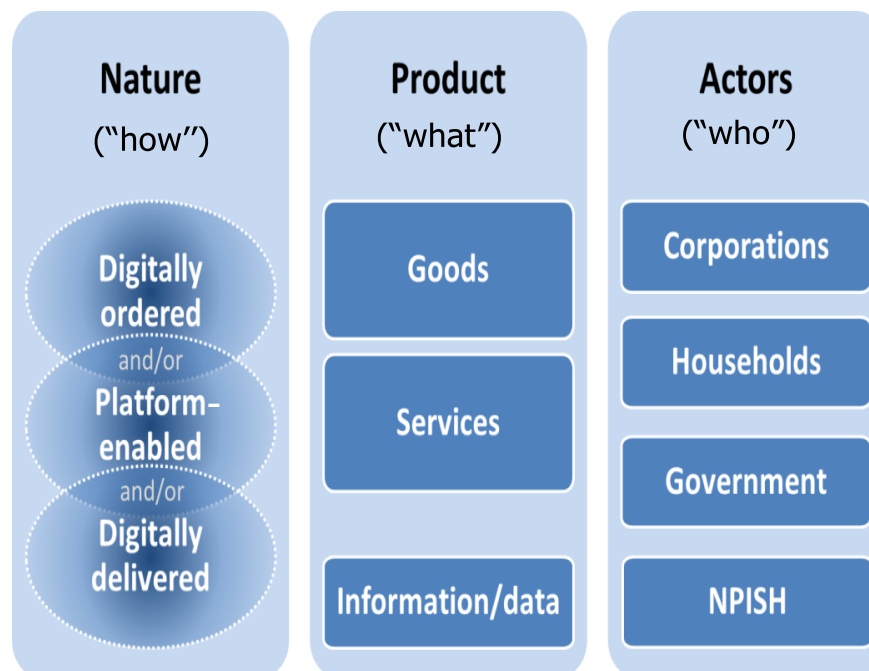 Nature
(“how”)
Digitally
ordered
and/or
Platform–
enabled
and/or
Digitally
delivered
Product
(“what”)
Goods
Services
Information/data
Actors
(“who”)
Corporations
Households
Government
NPISH